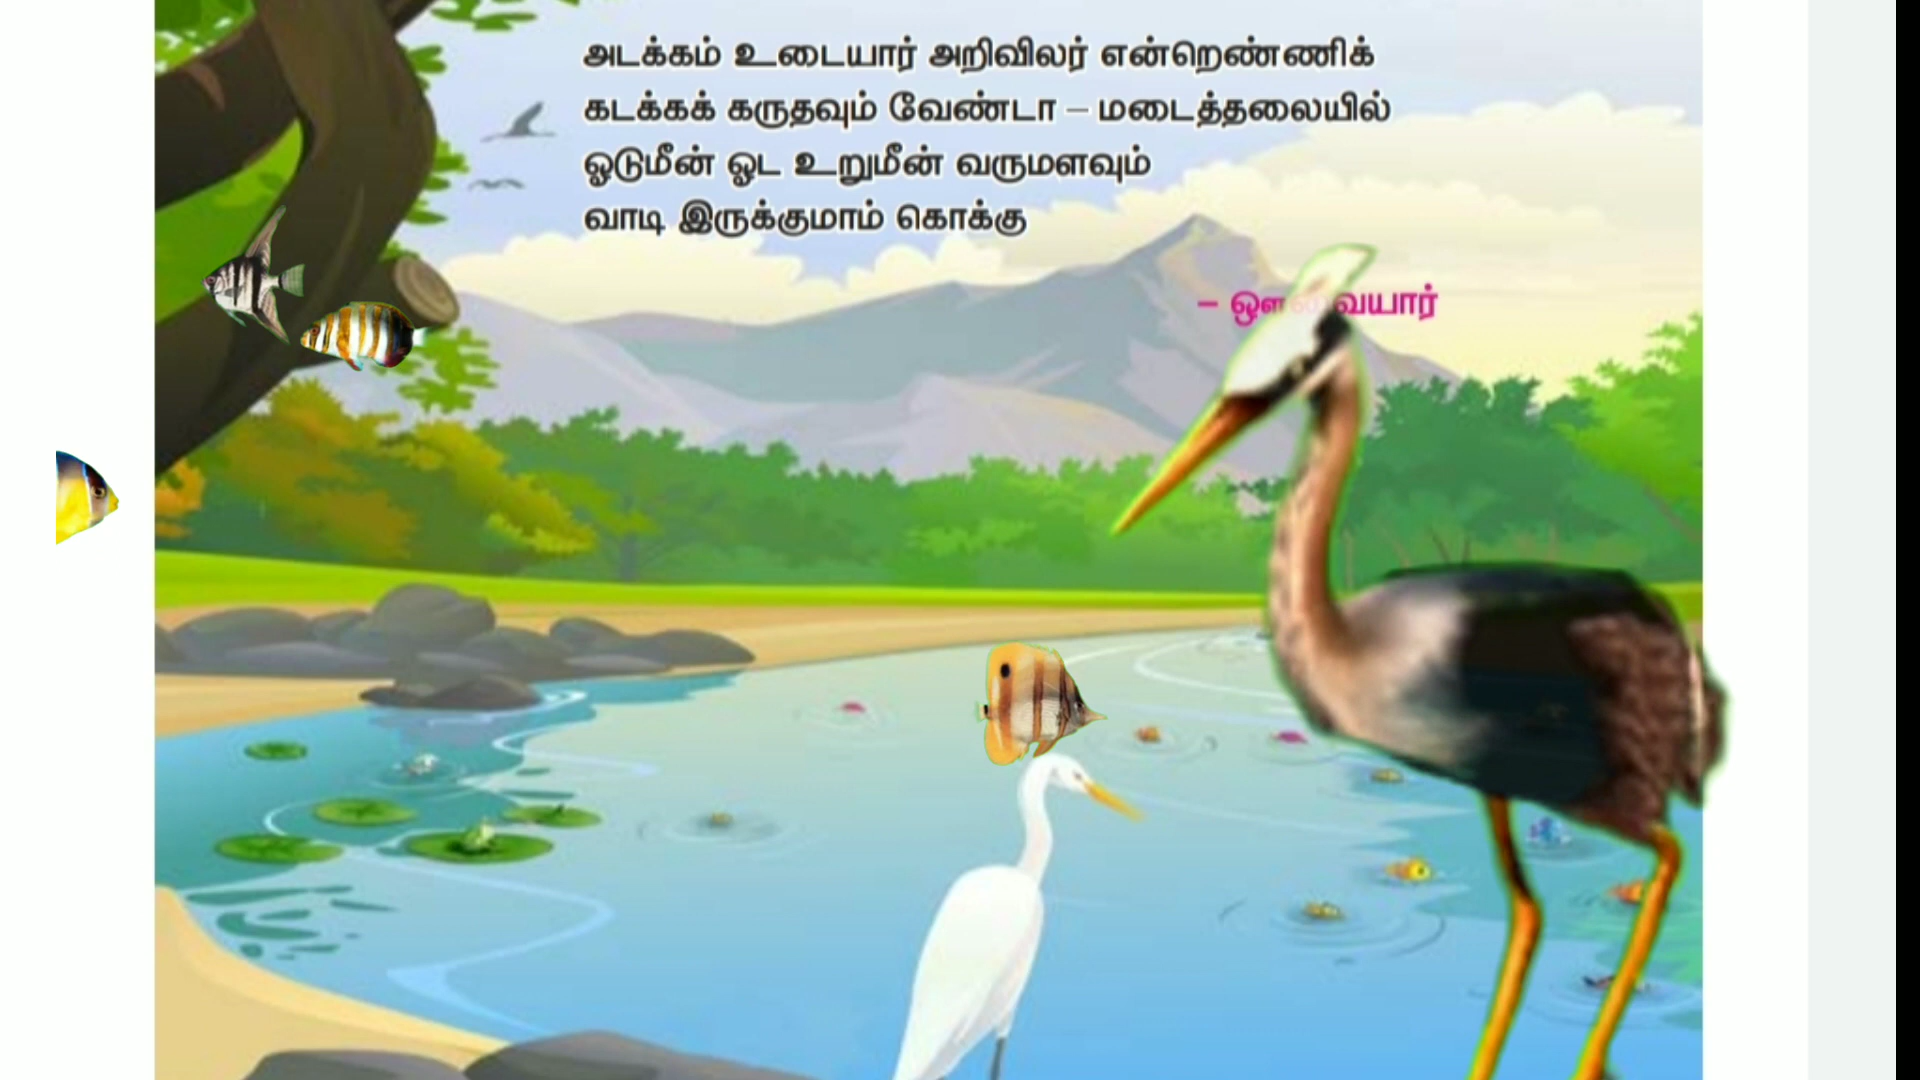 அடக்கம் உடையார் அறிவிலர் என்றெண்ணிக்
கடக்கக் கருதவும் வேண்டா – மடைத்தலையில்
ஓடுமீன் ஓட உறுமீன் வருமளவும்
வாடி இருக்குமாம் கொக்கு